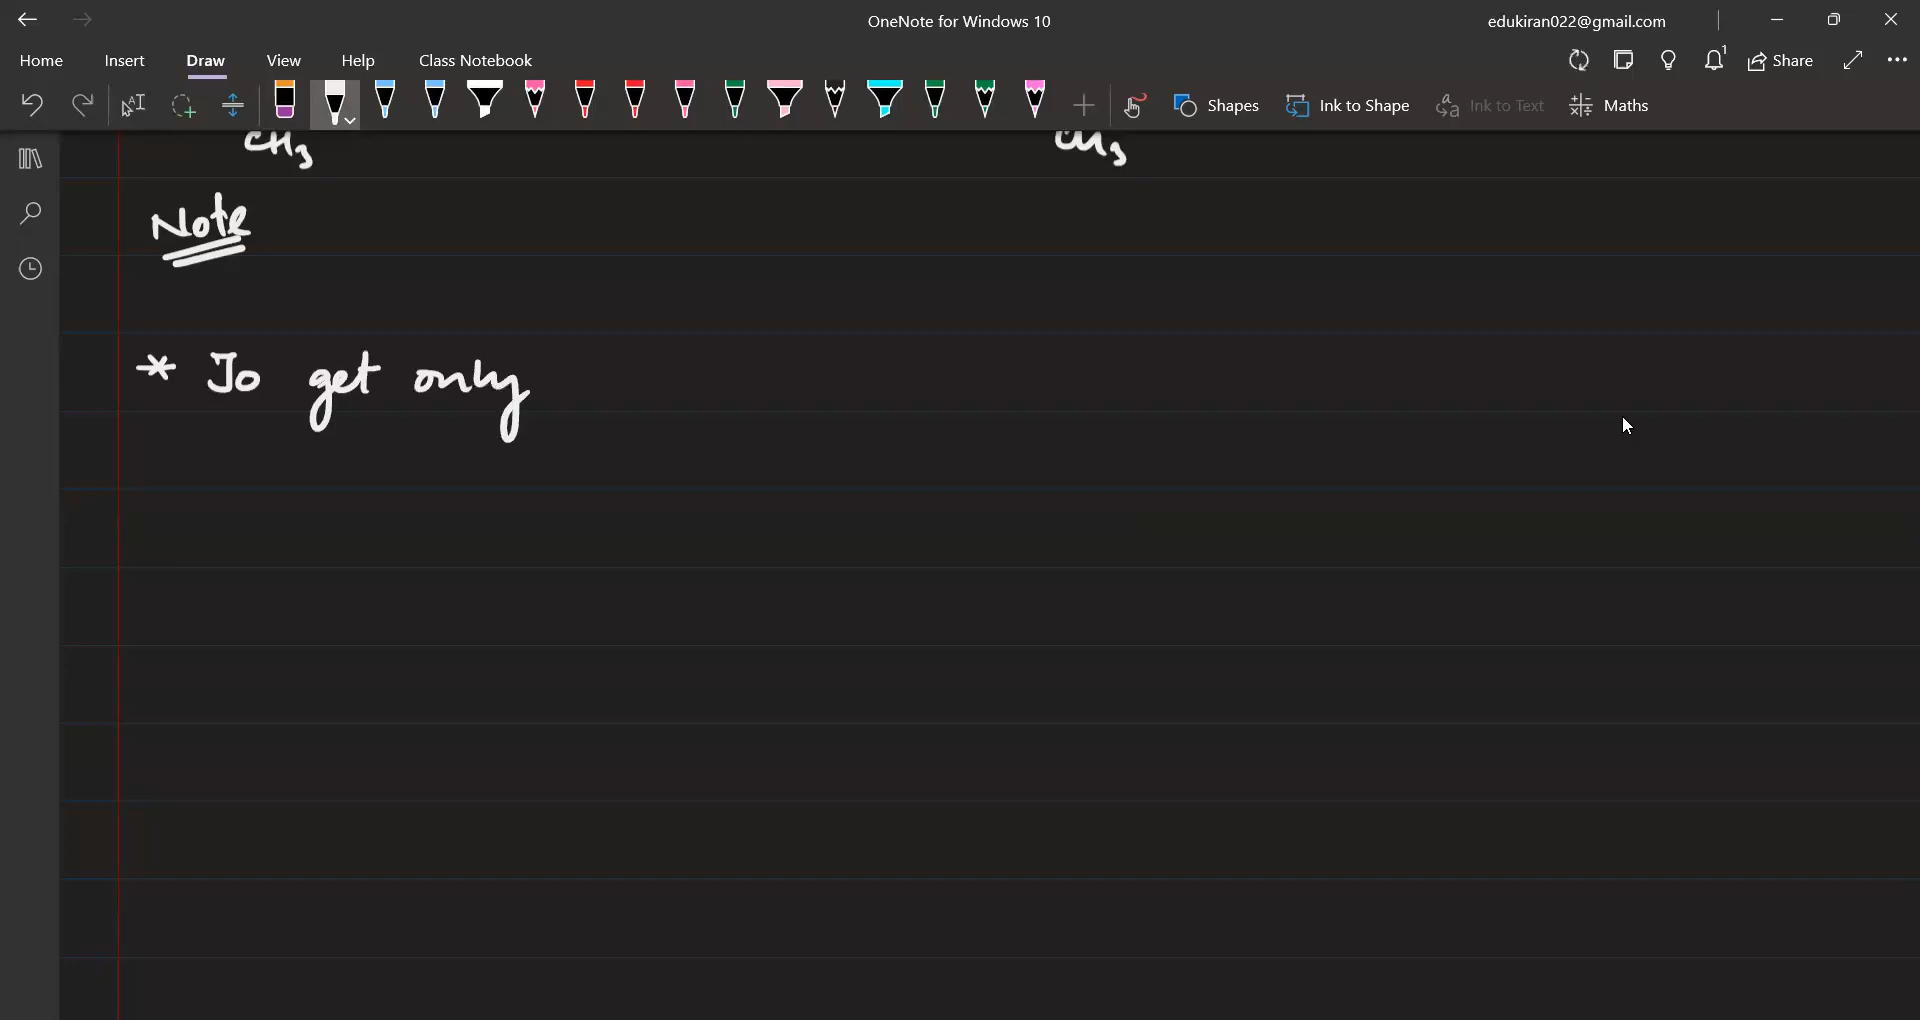 OneNote for Windows 10
edukiran022@gmail.com
Home Insert Draw View Help Class Notebook
1
Share
Shapes Ink to Shape Ink to Text Maths
CH3 CH3
Note
* To get only